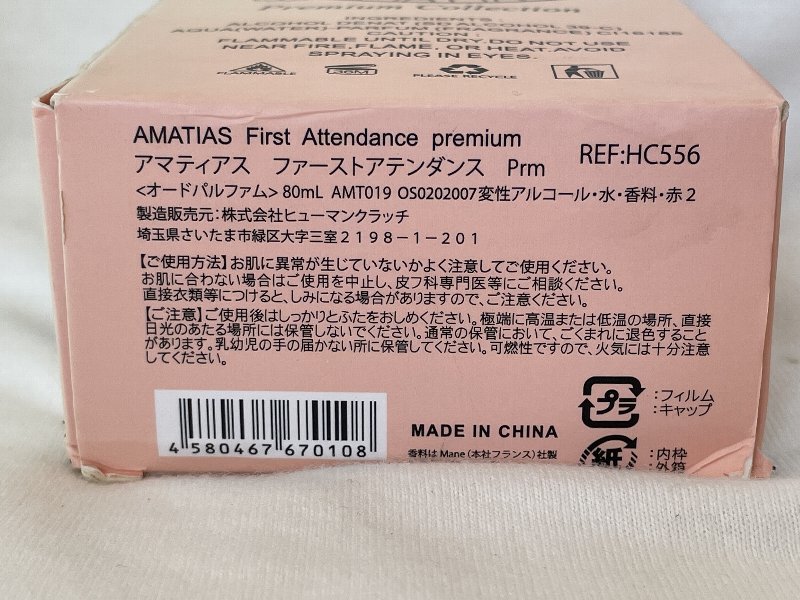 Premium Collection
INGREDIENTS:
ALCOHOL DENAT (SD ALCOHOL 39-C)
AQUA(WATER) PARFUM (FRAGRANCE) CI16185
CAUTION
FLAMMABLE UNTIL DRY.DO NOT USE
NEAR FIRE,FLAME, OR HEAT.AVOID
SPRAYING IN EYES.
FLAMMABLE
36M
PLEASE RECYCLE
AMATIAS First Attendance premium
アマティアス ファーストアテンダンス Prm
REF:HC556
<オードパルファム> 80mL AMT019 OS0202007変性アルコール・水・香料・赤2
製造販売元:株式会社ヒューマンクラッチ
埼玉県さいたま市緑区大字三室2198-1-201
【ご使用方法】お肌に異常が生じていないかよく注意してご使用ください。
お肌に合わない場合はご使用を中止し、皮フ科専門医等にご相談ください。
直接衣類等につけると、しみになる場合がありますので、ご注意ください。
【ご注意】ご使用後はしっかりとふたをおしめください。極端に高温または低温の場所、直接
日光のあたる場所には保管しないでください。通常の保管において、ごくまれに退色すること
があります。乳幼児の手の届かない所に保管してください。可燃性ですので、火気には十分注意
してください。
プラ
:フィルム
:キャップ
4 580467 670108
MADE IN CHINA
香料は Mane (本社フランス) 社製
紙
:内枠
:外箱